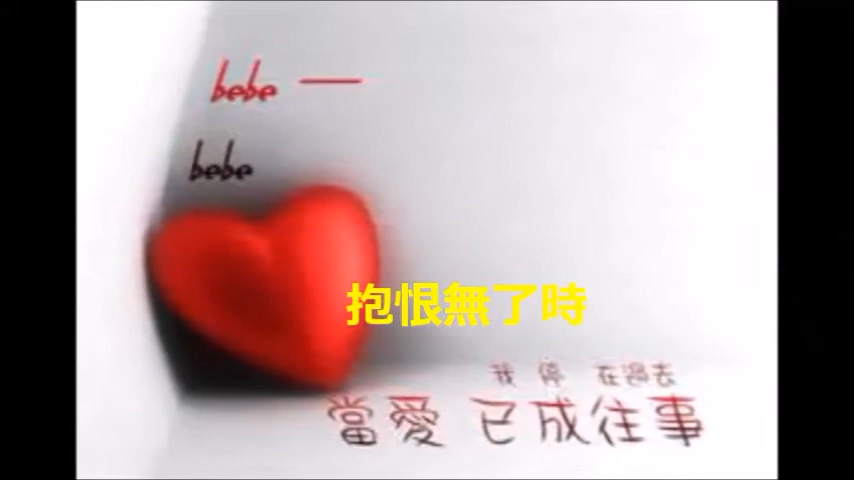 bebe —
bebe
抱恨無了時
我 停 在過去
當愛 已成往事